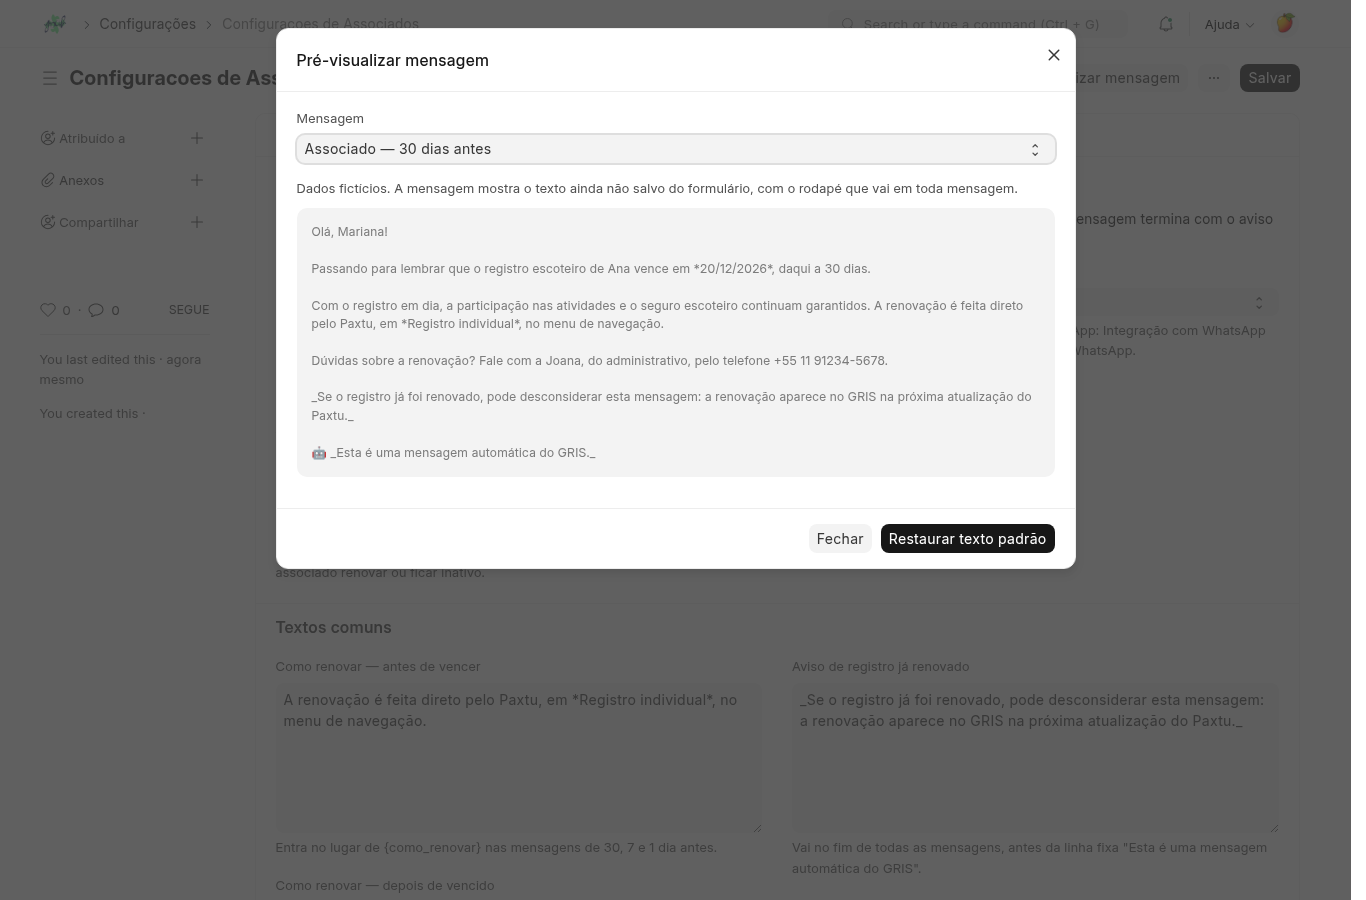 Configurações
Configuracoes de Associados
Search or type a command (Ctrl + G)
Ajuda
Configuracoes de Ass
izar mensagem
···
Salvar
Pré-visualizar mensagem
Mensagem
Associado — 30 dias antes
Dados fictícios. A mensagem mostra o texto ainda não salvo do formulário, com o rodapé que vai em toda mensagem.
Olá, Mariana!
Passando para lembrar que o registro escoteiro de Ana vence em *20/12/2026*, daqui a 30 dias.
Com o registro em dia, a participação nas atividades e o seguro escoteiro continuam garantidos. A renovação é feita direto
pelo Paxtu, em *Registro individual*, no menu de navegação.
Dúvidas sobre a renovação? Fale com a Joana, do administrativo, pelo telefone +55 11 91234-5678.
_Se o registro já foi renovado, pode desconsiderar esta mensagem: a renovação aparece no GRIS na próxima atualização do
Paxtu._
🤖 _Esta é uma mensagem automática do GRIS._
Fechar
Restaurar texto padrão
Atribuído a
Anexos
Compartilhar
0 · 0
SEGUE
You last edited this · agora
mesmo
You created this ·
ensagem termina com o aviso
App: Integração com WhatsApp
WhatsApp.
associado renovar ou ficar inativo.
Textos comuns
Como renovar — antes de vencer
A renovação é feita direto pelo Paxtu, em *Registro individual*, no
menu de navegação.
Entra no lugar de {como_renovar} nas mensagens de 30, 7 e 1 dia antes.
Como renovar — depois de vencido
Aviso de registro já renovado
_Se o registro já foi renovado, pode desconsiderar esta mensagem:
a renovação aparece no GRIS na próxima atualização do Paxtu._
Vai no fim de todas as mensagens, antes da linha fixa "Esta é uma mensagem
automática do GRIS".